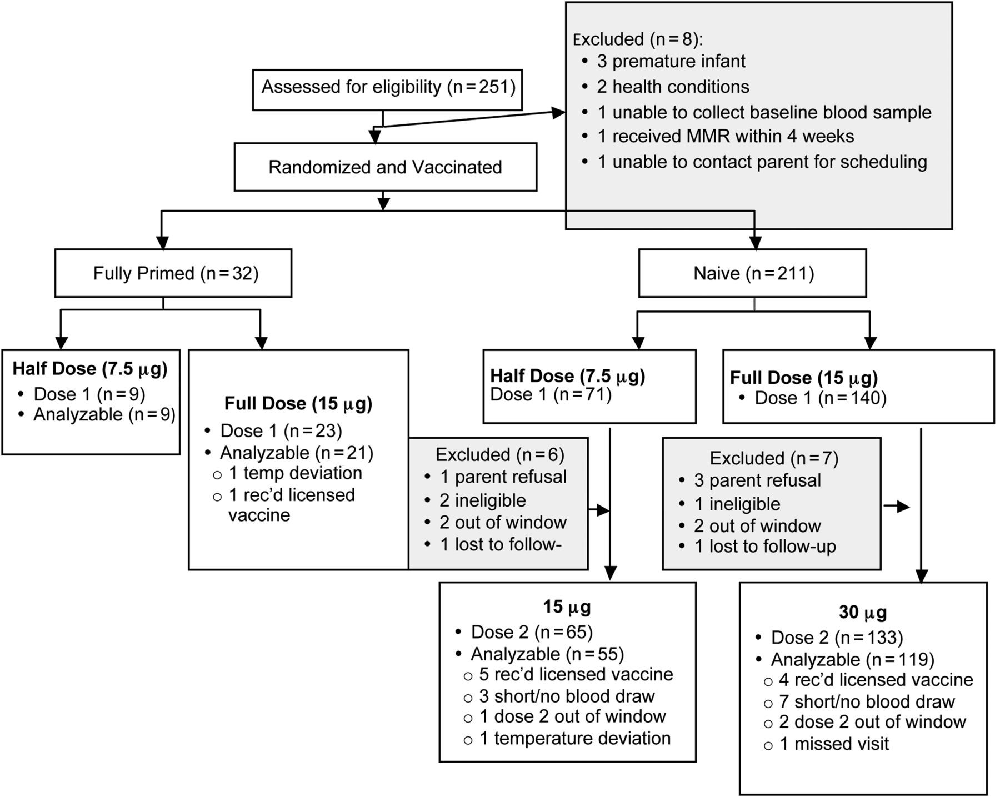 Excluded (n = 8):
• 3 premature infant
• 2 health conditions
• 1 unable to collect baseline blood sample
• 1 received MMR within 4 weeks
• 1 unable to contact parent for scheduling
Assessed for eligibility (n = 251)
Randomized and Vaccinated
Fully Primed (n = 32)
Naive (n = 211)
Half Dose (7.5 µg)
• Dose 1 (n = 9)
• Analyzable (n = 9)
Full Dose (15 µg)
• Dose 1 (n = 23)
• Analyzable (n = 21)
o 1 temp deviation
o 1 rec’d licensed
vaccine
Half Dose (7.5 µg)
Dose 1 (n = 71)
Full Dose (15 µg)
• Dose 1 (n = 140)
Excluded (n = 6)
• 1 parent refusal
• 2 ineligible
• 2 out of window
• 1 lost to follow-
Excluded (n = 7)
• 3 parent refusal
• 1 ineligible
• 2 out of window
• 1 lost to follow-up
15 µg
• Dose 2 (n = 65)
• Analyzable (n = 55)
o 5 rec’d licensed vaccine
o 3 short/no blood draw
o 1 dose 2 out of window
o 1 temperature deviation
30 µg
• Dose 2 (n = 133)
• Analyzable (n = 119)
o 4 rec’d licensed vaccine
o 7 short/no blood draw
o 2 dose 2 out of window
o 1 missed visit